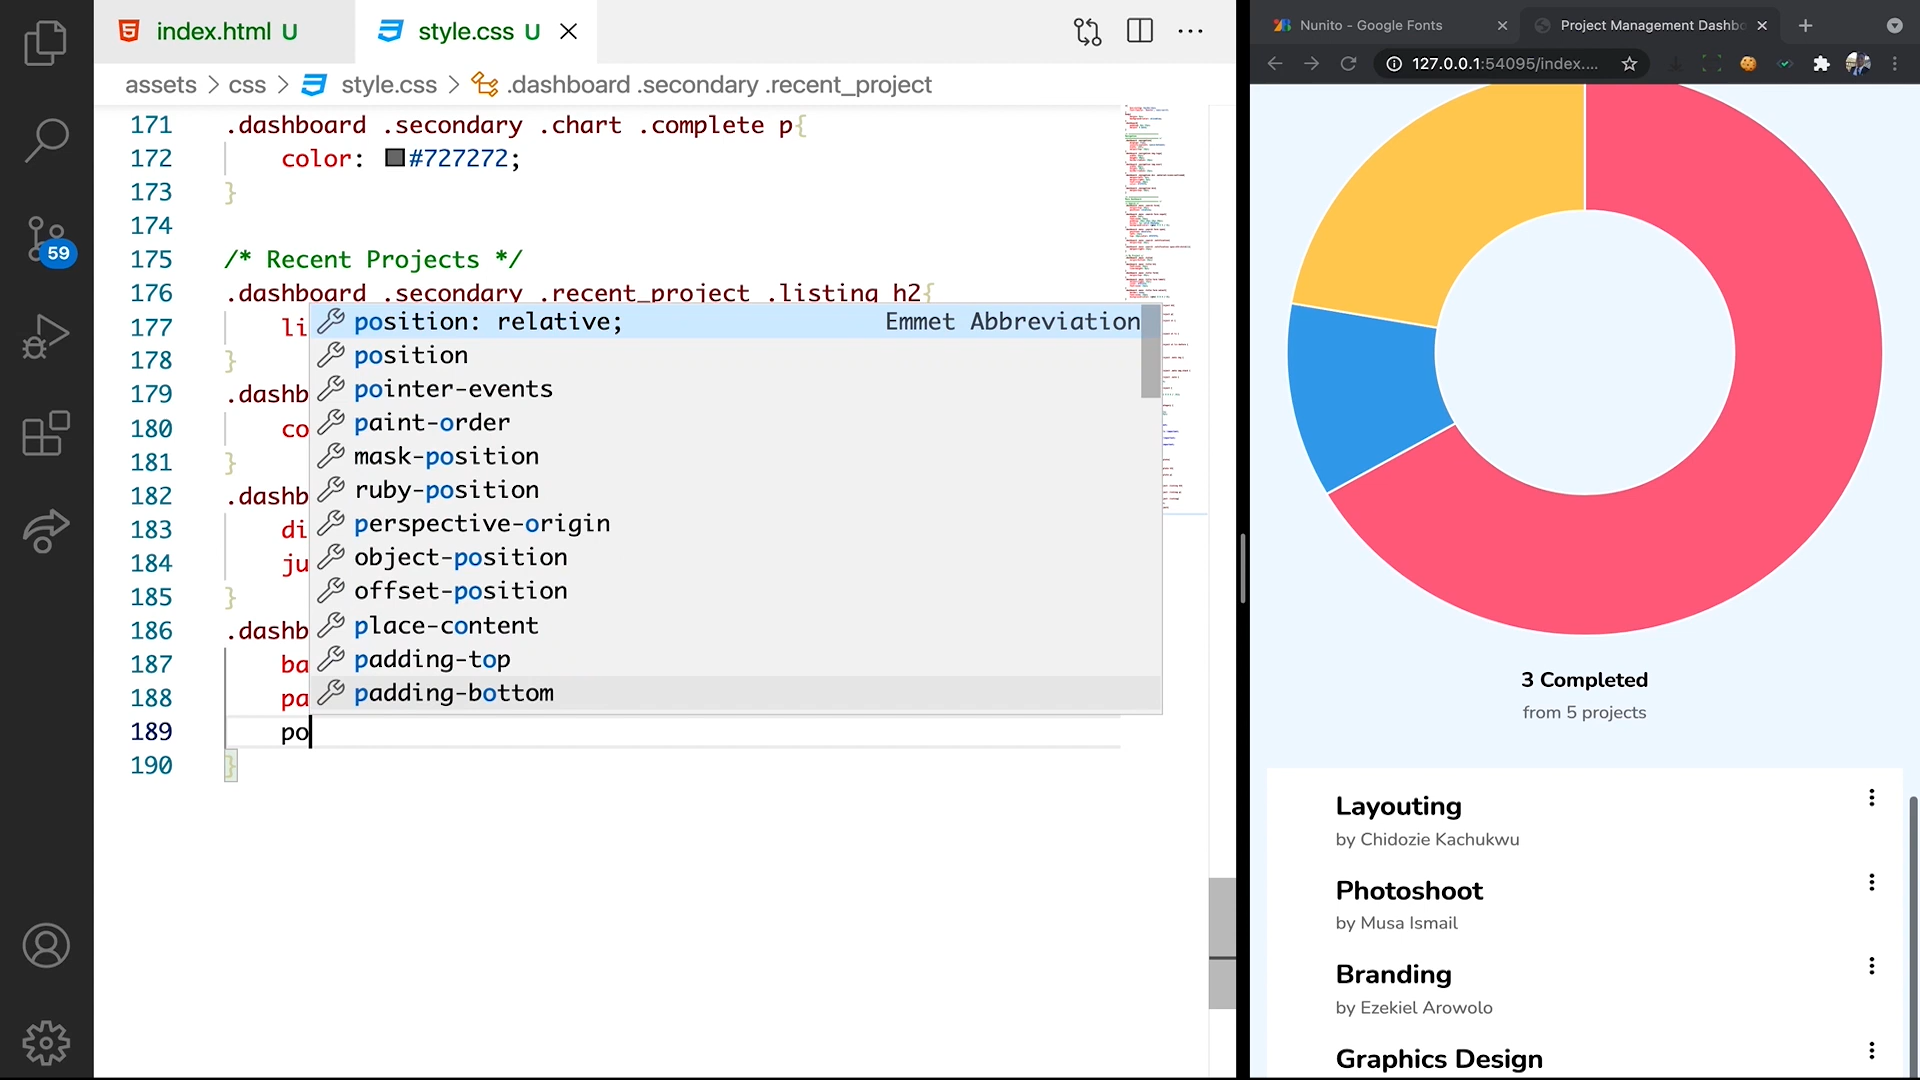 index.html U
style.css U
assets > css > style.css > .dashboard .secondary .recent_project
171 .dashboard .secondary .chart .complete p{
172 color: #727272;
173 }
174
175 /* Recent Projects */
176 .dashboard .secondary .recent_project .listing h2{
177 li
178 }
179 .dashb
180 co
181 }
182 .dashb
183 di
184 ju
185 }
186 .dashb
187 ba
188 pa
189 po
190 }
position: relative; Emmet Abbreviation
position
pointer-events
paint-order
mask-position
ruby-position
perspective-origin
object-position
offset-position
place-content
padding-top
padding-bottom
59
Nunito - Google Fonts
Project Management Dashbo
127.0.0.1:54095/index....
3 Completed
from 5 projects
Layouting
by Chidozie Kachukwu
Photoshoot
by Musa Ismail
Branding
by Ezekiel Arowolo
Graphics Design